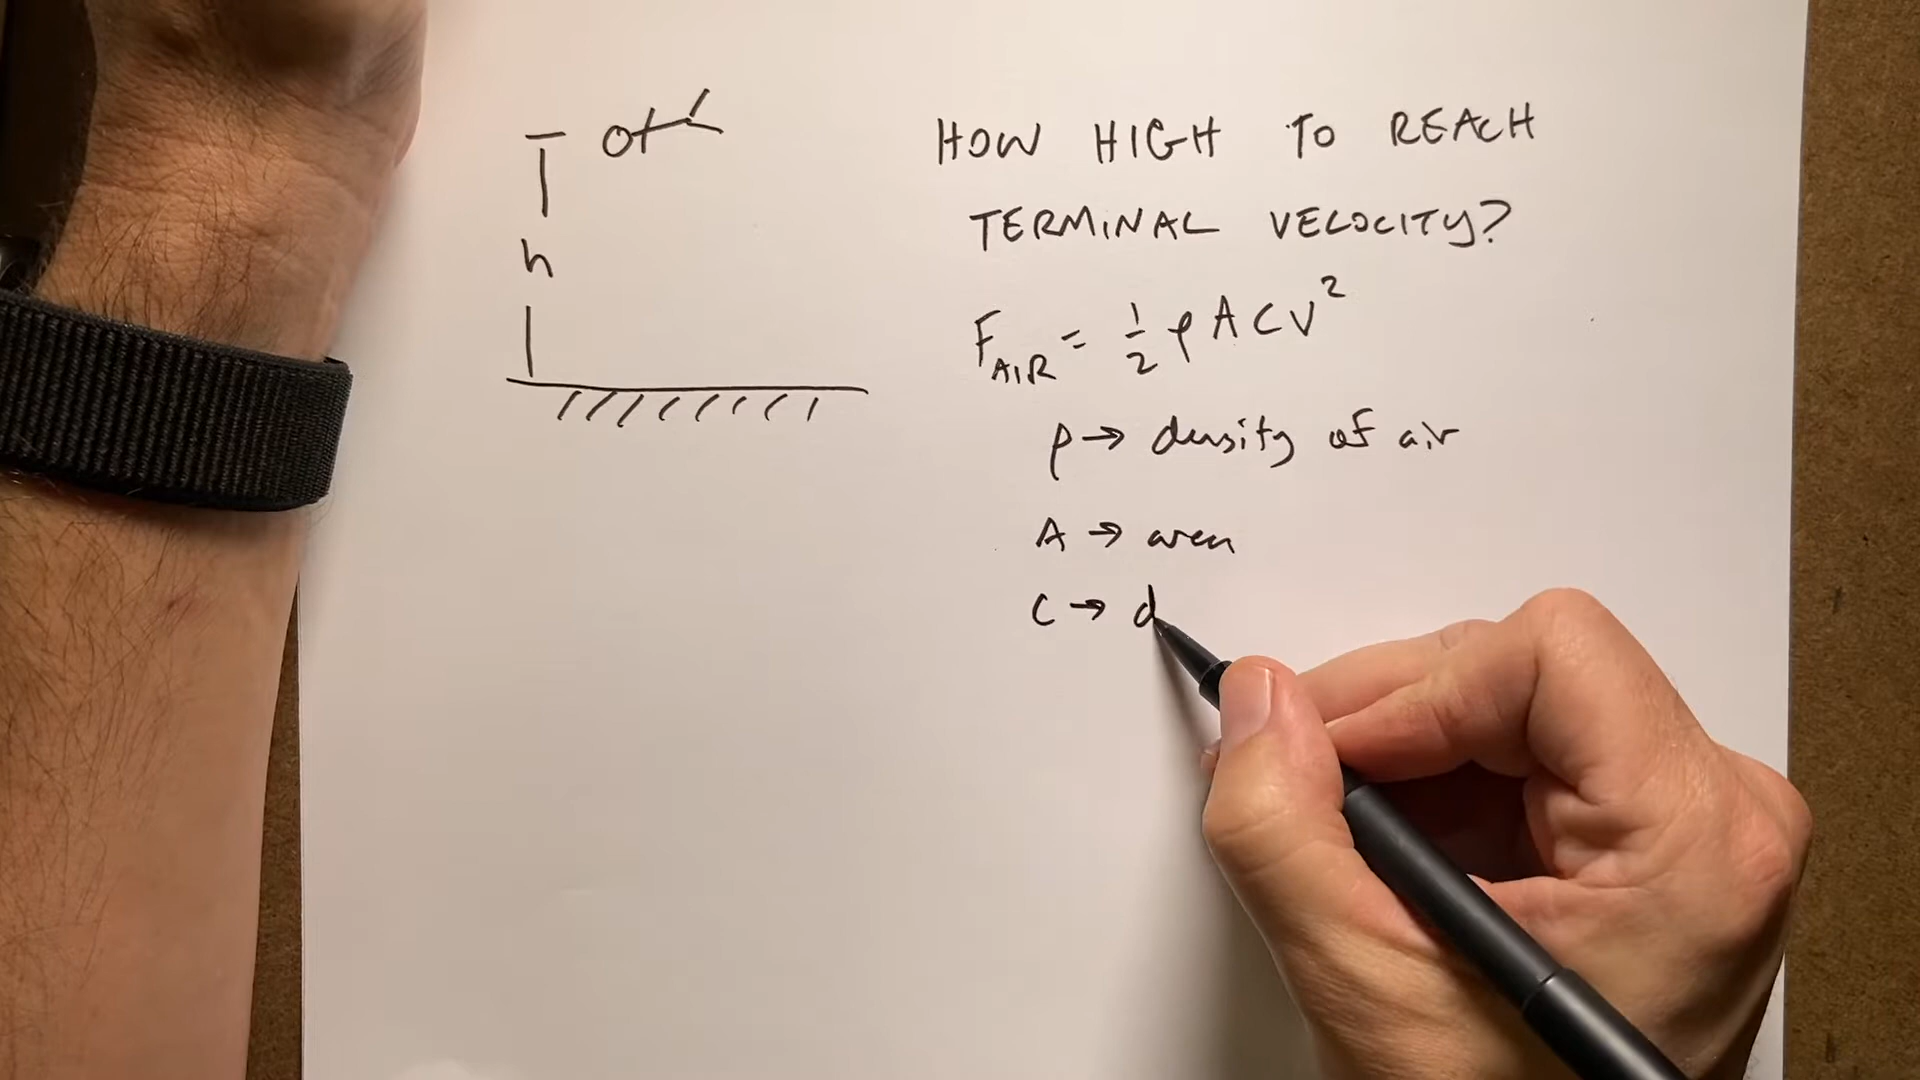 h
HOW HIGH TO REACH
TERMINAL VELOCITY?
F_AIR = 1/2 ρ A C V²
ρ → density of air
A → area
C → d